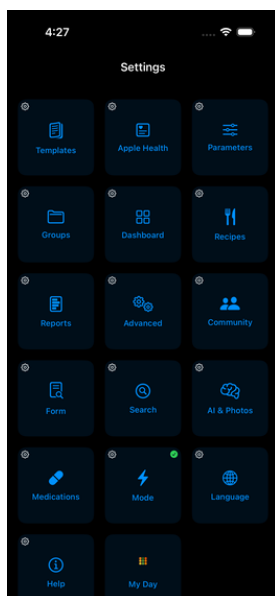 4:27
Settings
Templates
Apple Health
Parameters
Groups
Dashboard
Recipes
Reports
Advanced
Community
Form
Search
AI & Photos
Medications
Mode
Language
Help
My Day